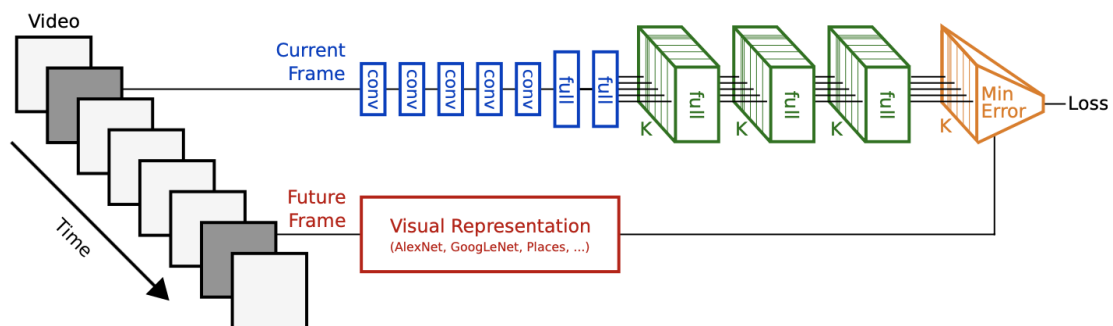 Video
Time
Current
Frame
conv
conv
conv
conv
conv
full
full
K
full
K
full
K
full
K
Min
Error
Loss
Future
Frame
Visual Representation
(AlexNet, GoogLeNet, Places, ...)